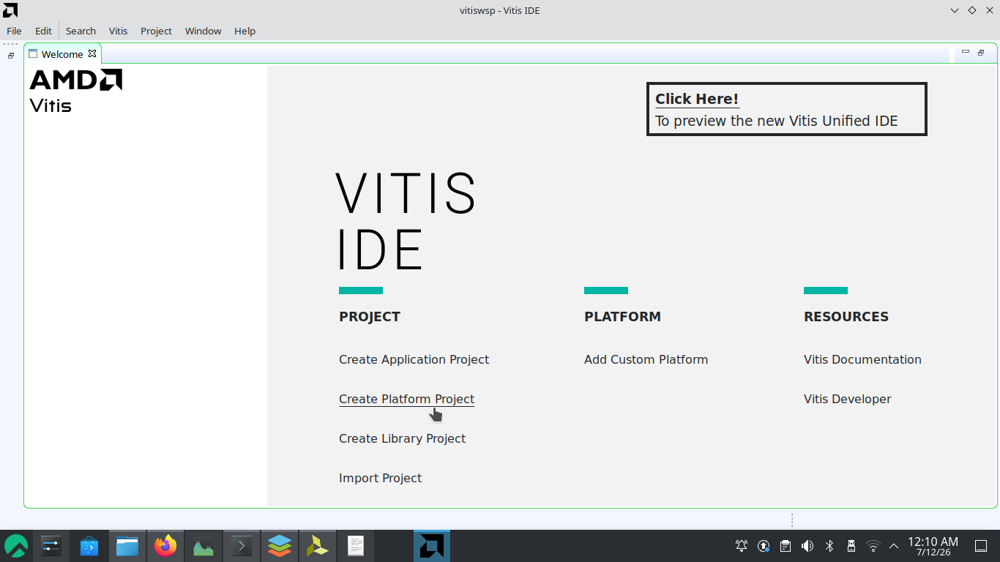 vitiswsp - Vitis IDE
File Edit Search Vitis Project Window Help
Welcome
AMD
Vitis
Click Here!
To preview the new Vitis Unified IDE
VITIS
IDE
PROJECT
PLATFORM
RESOURCES
Create Application Project
Add Custom Platform
Vitis Documentation
Create Platform Project
Vitis Developer
Create Library Project
Import Project
12:10 AM
7/12/26